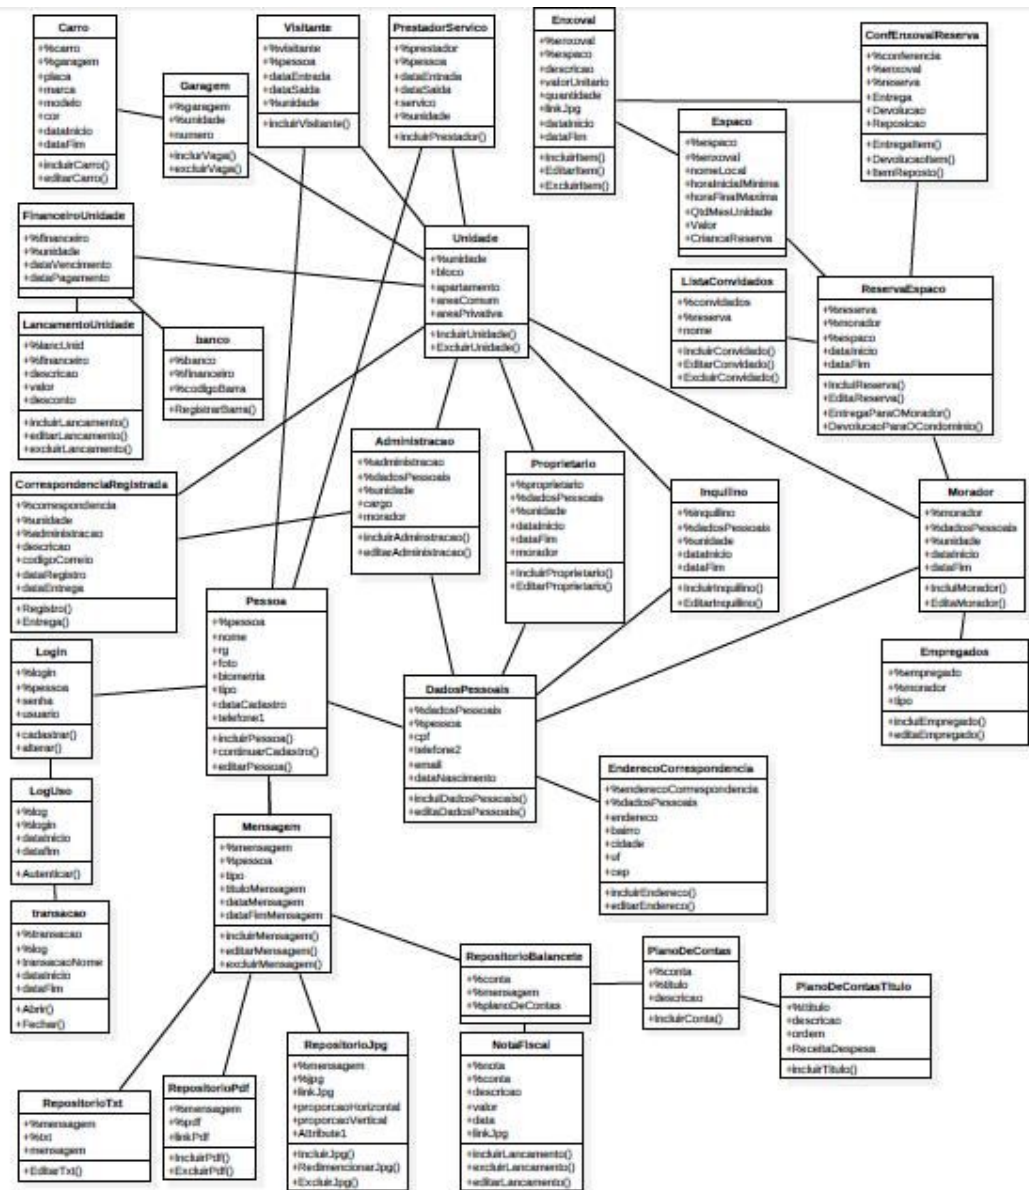 Carro
+%carro
+%garagem
+placa
+marca
+modelo
+cor
+dataInicio
+dataFim
+incluirCarro()
+editarCarro()
Garagem
+%garagem
+%unidade
+numero
+incluirVaga()
+excluirVaga()
Visitante
+%visitante
+%pessoa
+dataEntrada
+dataSaida
+%unidade
+incluirVisitante()
PrestadorServico
+%prestador
+%pessoa
+dataEntrada
+dataSaida
+servico
+%unidade
+incluirPrestador()
Enxoval
+%enxoval
+%espaco
+descricao
+valorUnitario
+quantidade
+linkJpg
+dataInicio
+dataFim
+IncluirItem()
+EditarItem()
+ExcluirItem()
ConfEnxovalReserva
+%conferencia
+%enxoval
+%reserva
+Entrega
+Devolucao
+Reposicao
+EntregaItem()
+DevolucaoItem()
+ItemReposto()
Espaco
+%espaco
+%enxoval
+nomeLocal
+horaInicialMinima
+horaFinalMaxima
+QtdMesUnidade
+Valor
+CriancaReserva
FinanceiroUnidade
+%financeiro
+%unidade
+dataVencimento
+dataPagamento
Unidade
+%unidade
+bloco
+apartamento
+areaComum
+areaPrivativa
+IncluirUnidade()
+ExcluirUnidade()
ListaConvidados
+%convidados
+%reserva
+nome
+IncluirConvidado()
+EditarConvidado()
+ExcluirConvidado()
ReservaEspaco
+%reserva
+%morador
+%espaco
+dataInicio
+dataFim
+IncluiReserva()
+EditaReserva()
+EntregaParaOMorador()
+DevolucaoParaOCondominio()
LancamentoUnidade
+%lancUnid
+%financeiro
+descricao
+valor
+desconto
+incluirLancamento()
+editarLancamento()
+excluirLancamento()
banco
+%banco
+%financeiro
+%codigoBarra
+RegistrarBarra()
Administracao
+%administracao
+%dadosPessoais
+%unidade
+cargo
+morador
+incluirAdminstracao()
+editarAdministracao()
Proprietario
+%proprietario
+%dadosPessoais
+%unidade
+dataInicio
+dataFim
+morador
+IncluirProprietario()
+EditarProprietario()
Inquilino
+%inquilino
+%dadosPessoais
+%unidade
+dataInicio
+dataFim
+IncluirInquilino()
+EditarInquilino()
Morador
+%morador
+%dadosPessoais
+%unidade
+dataInicio
+dataFim
+IncluiMorador()
+EditaMorador()
CorrespondenciaRegistrada
+%correspondencia
+%unidade
+%administracao
+descricao
+codigoCorreio
+dataRegistro
+dataEntrega
+Registro()
+Entrega()
Pessoa
+%pessoa
+nome
+rg
+foto
+biometria
+tipo
+dataCadastro
+telefone1
+incluirPessoa()
+continuarCadastro()
+editarPessoa()
Login
+%login
+%pessoa
+senha
+usuario
+cadastrar()
+alterar()
Empregados
+%empregado
+%morador
+tipo
+incluiEmpregado()
+editaEmpregado()
DadosPessoais
+%dadosPessoais
+%pessoa
+cpf
+telefone2
+email
+dataNascimento
+incluiDadosPessoais()
+editaDadosPessoais()
EnderecoCorrespondencia
+%enderecoCorrespondencia
+%dadosPessoais
+endereco
+bairro
+cidade
+uf
+cep
+incluirEndereco()
+editarEndereco()
LogUso
+%log
+%login
+dataInicio
+datafim
+Autenticar()
Mensagem
+%mensagem
+%pessoa
+tipo
+tituloMensagem
+dataMensagem
+dataFimMensagem
+incluirMensagem()
+editarMensagem()
+excluirMensagem()
transacao
+%transacao
+%log
+transacaoNome
+dataInicio
+dataFim
+Abrir()
+Fechar()
RepositorioBalancete
+%conta
+%mensagem
+%planoDeContas
PlanoDeContas
+%conta
+%titulo
+descricao
+IncluirConta()
PlanoDeContasTitulo
+%titulo
+descricao
+ordem
+ReceitaDespesa
+incluirTitulo()
RepositorioTxt
+%mensagem
+%txt
+mensagem
+EditarTxt()
RepositorioPdf
+%mensagem
+%pdf
+linkPdf
+IncluirPdf()
+ExcluirPdf()
RepositorioJpg
+%mensagem
+%jpg
+linkJpg
+proporcaoHorizontal
+proporcaoVertical
+Attribute1
+IncluirJpg()
+RedimencionarJpg()
+ExcluirJpg()
NotaFiscal
+%nota
+%conta
+descricao
+valor
+data
+linkJpg
+incluirLancamento()
+excluirLancamento()
+editarLancamento()